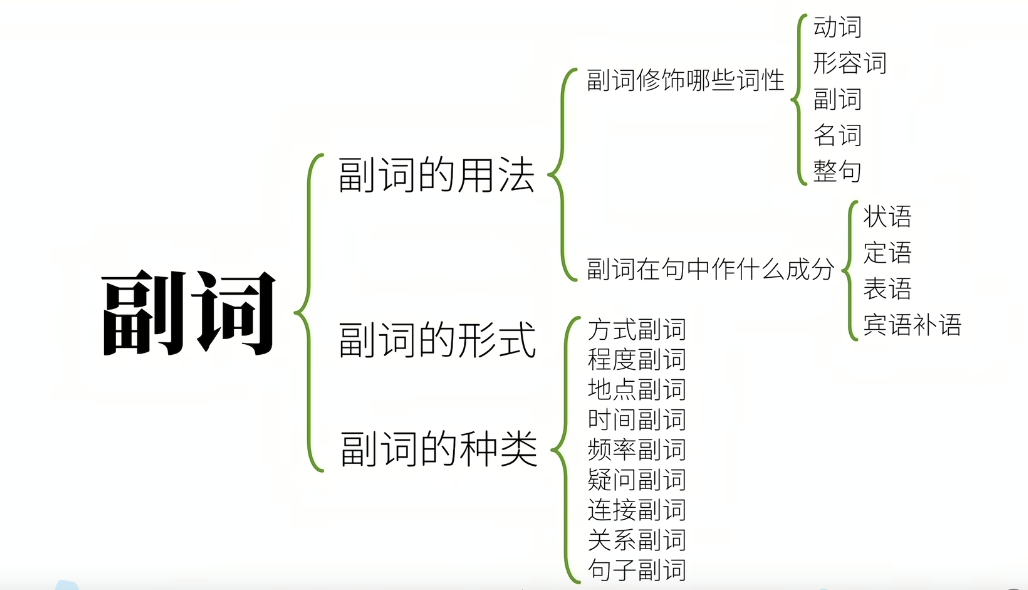 副词
副词的用法
副词修饰哪些词性
动词
形容词
副词
名词
整句
副词在句中作什么成分
状语
定语
表语
宾语补语
副词的形式
副词的种类
方式副词
程度副词
地点副词
时间副词
频率副词
疑问副词
连接副词
关系副词
句子副词